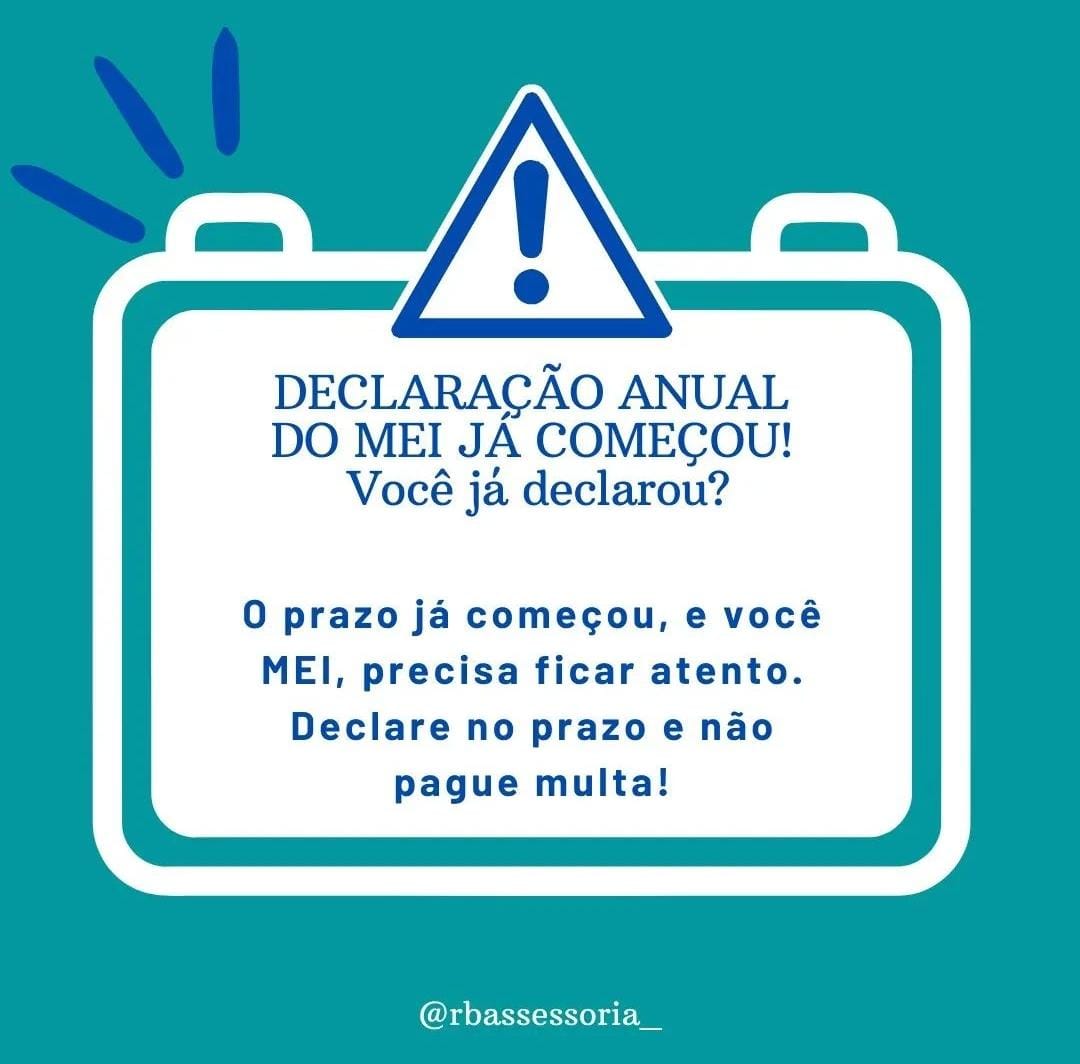 DECLARAÇÃO ANUAL
DO MEI JÁ COMEÇOU!
Você já declarou?
O prazo já começou, e você
MEI, precisa ficar atento.
Declare no prazo e não
pague multa!
@rbassessoria_